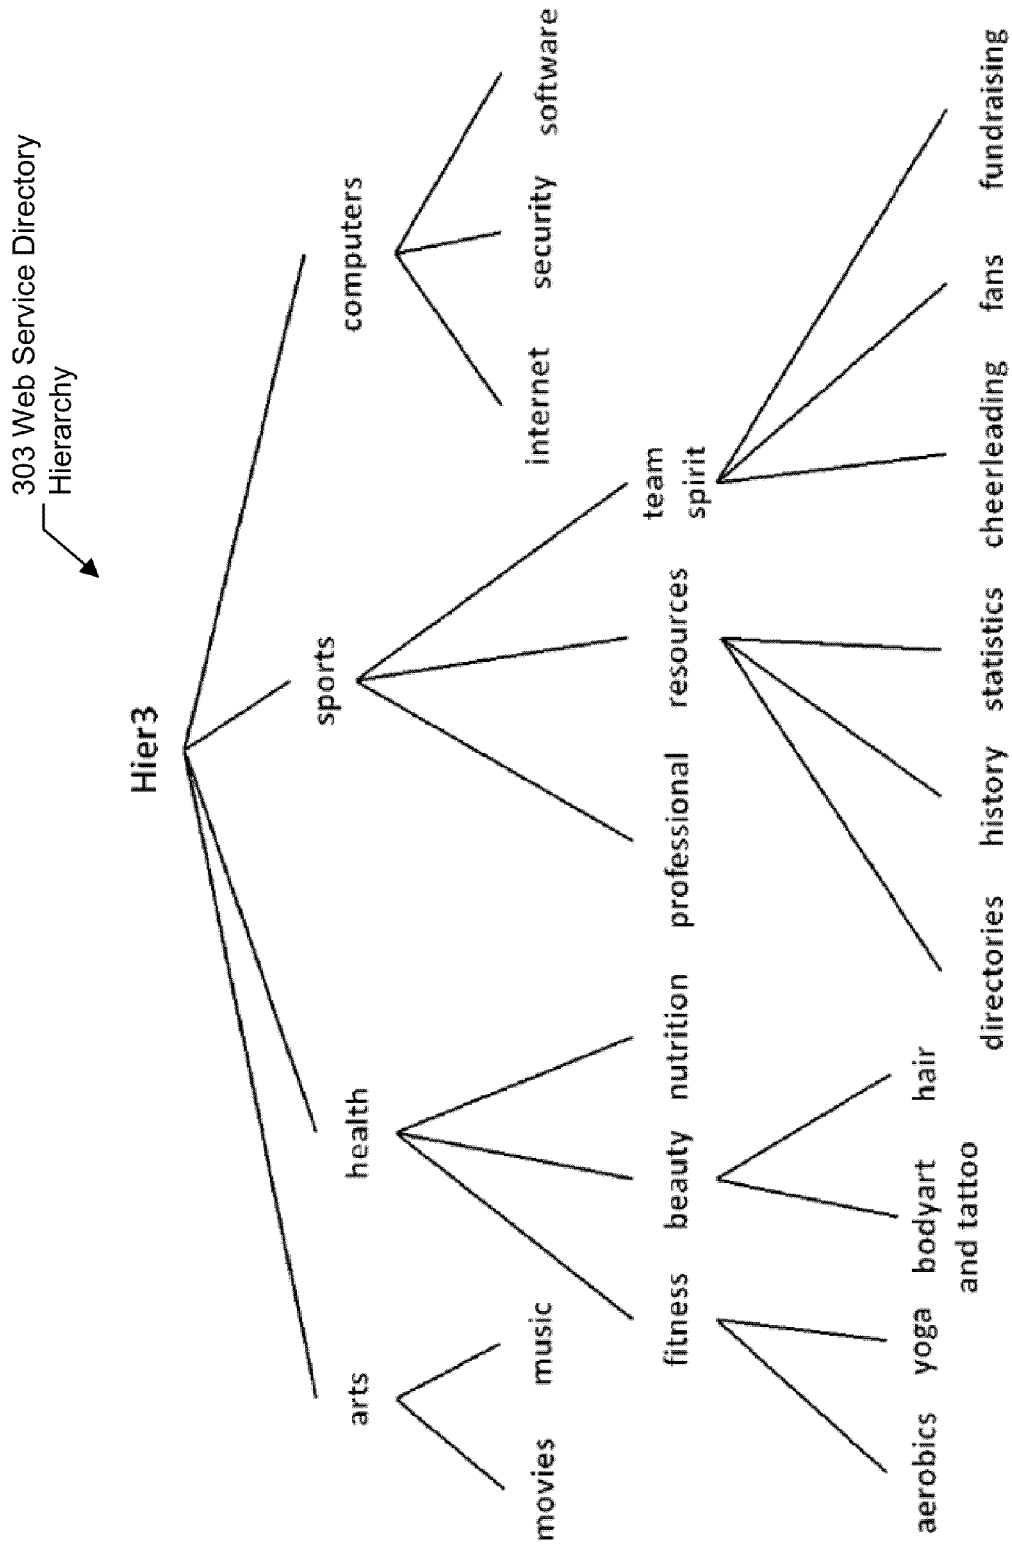 303 Web Service Directory
Hierarchy
Hier3
arts
health
sports
computers
movies
music
internet
security
software
fitness
beauty
nutrition
professional
resources
team
spirit
aerobics
yoga
bodyart
and tattoo
hair
directories
history
statistics
cheerleading
fans
fundraising